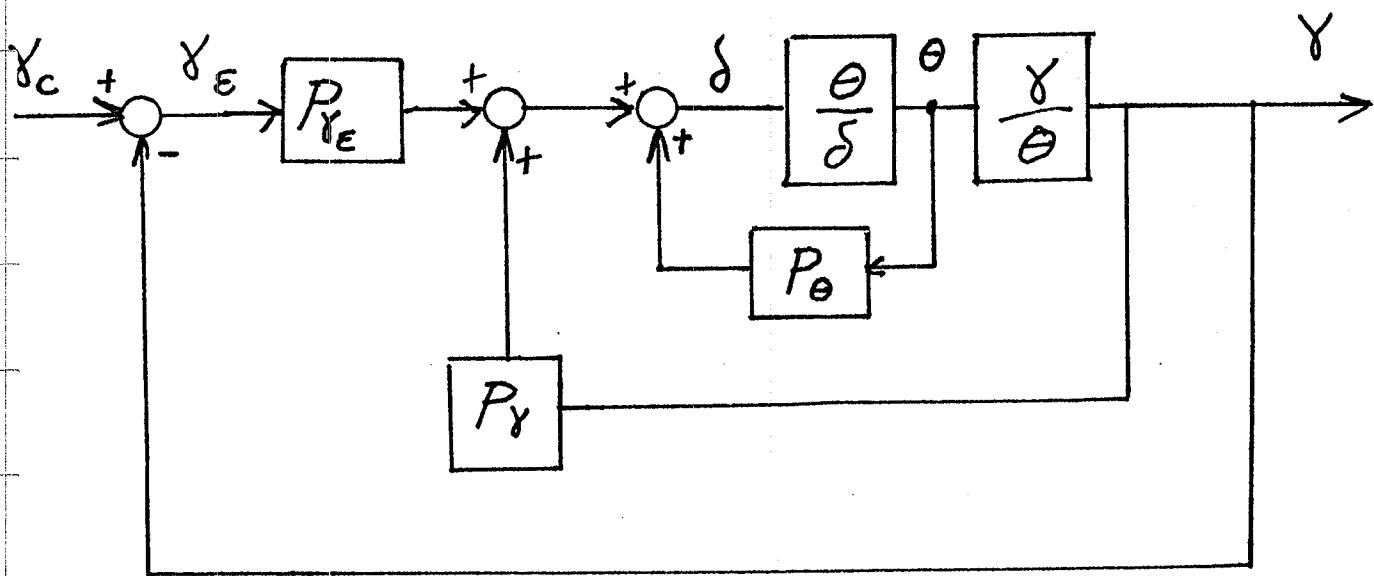 γc + γε Pγε + + δ θ/δ θ γ/θ γ
- + +
Pθ
Pγ